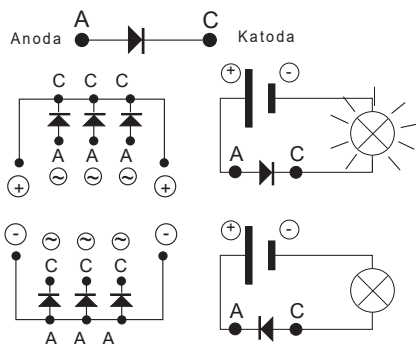 A C
Anoda Katoda
C C C
A A A
~ ~ ~
+ +
+ -
A C
- ~ ~ ~ -
C C C
A A A
+ -
A C